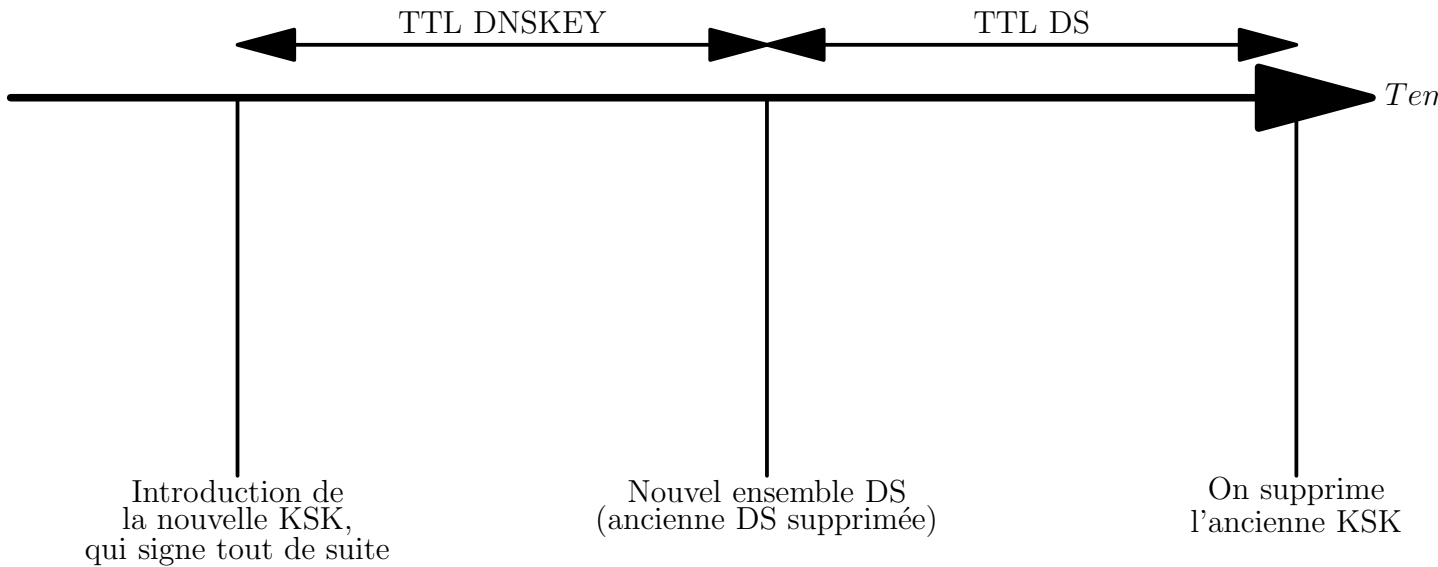 TTL DNSKEY
TTL DS
Ten
Introduction de
la nouvelle KSK,
qui signe tout de suite
Nouvel ensemble DS
(ancienne DS supprimée)
On supprime
l'ancienne KSK